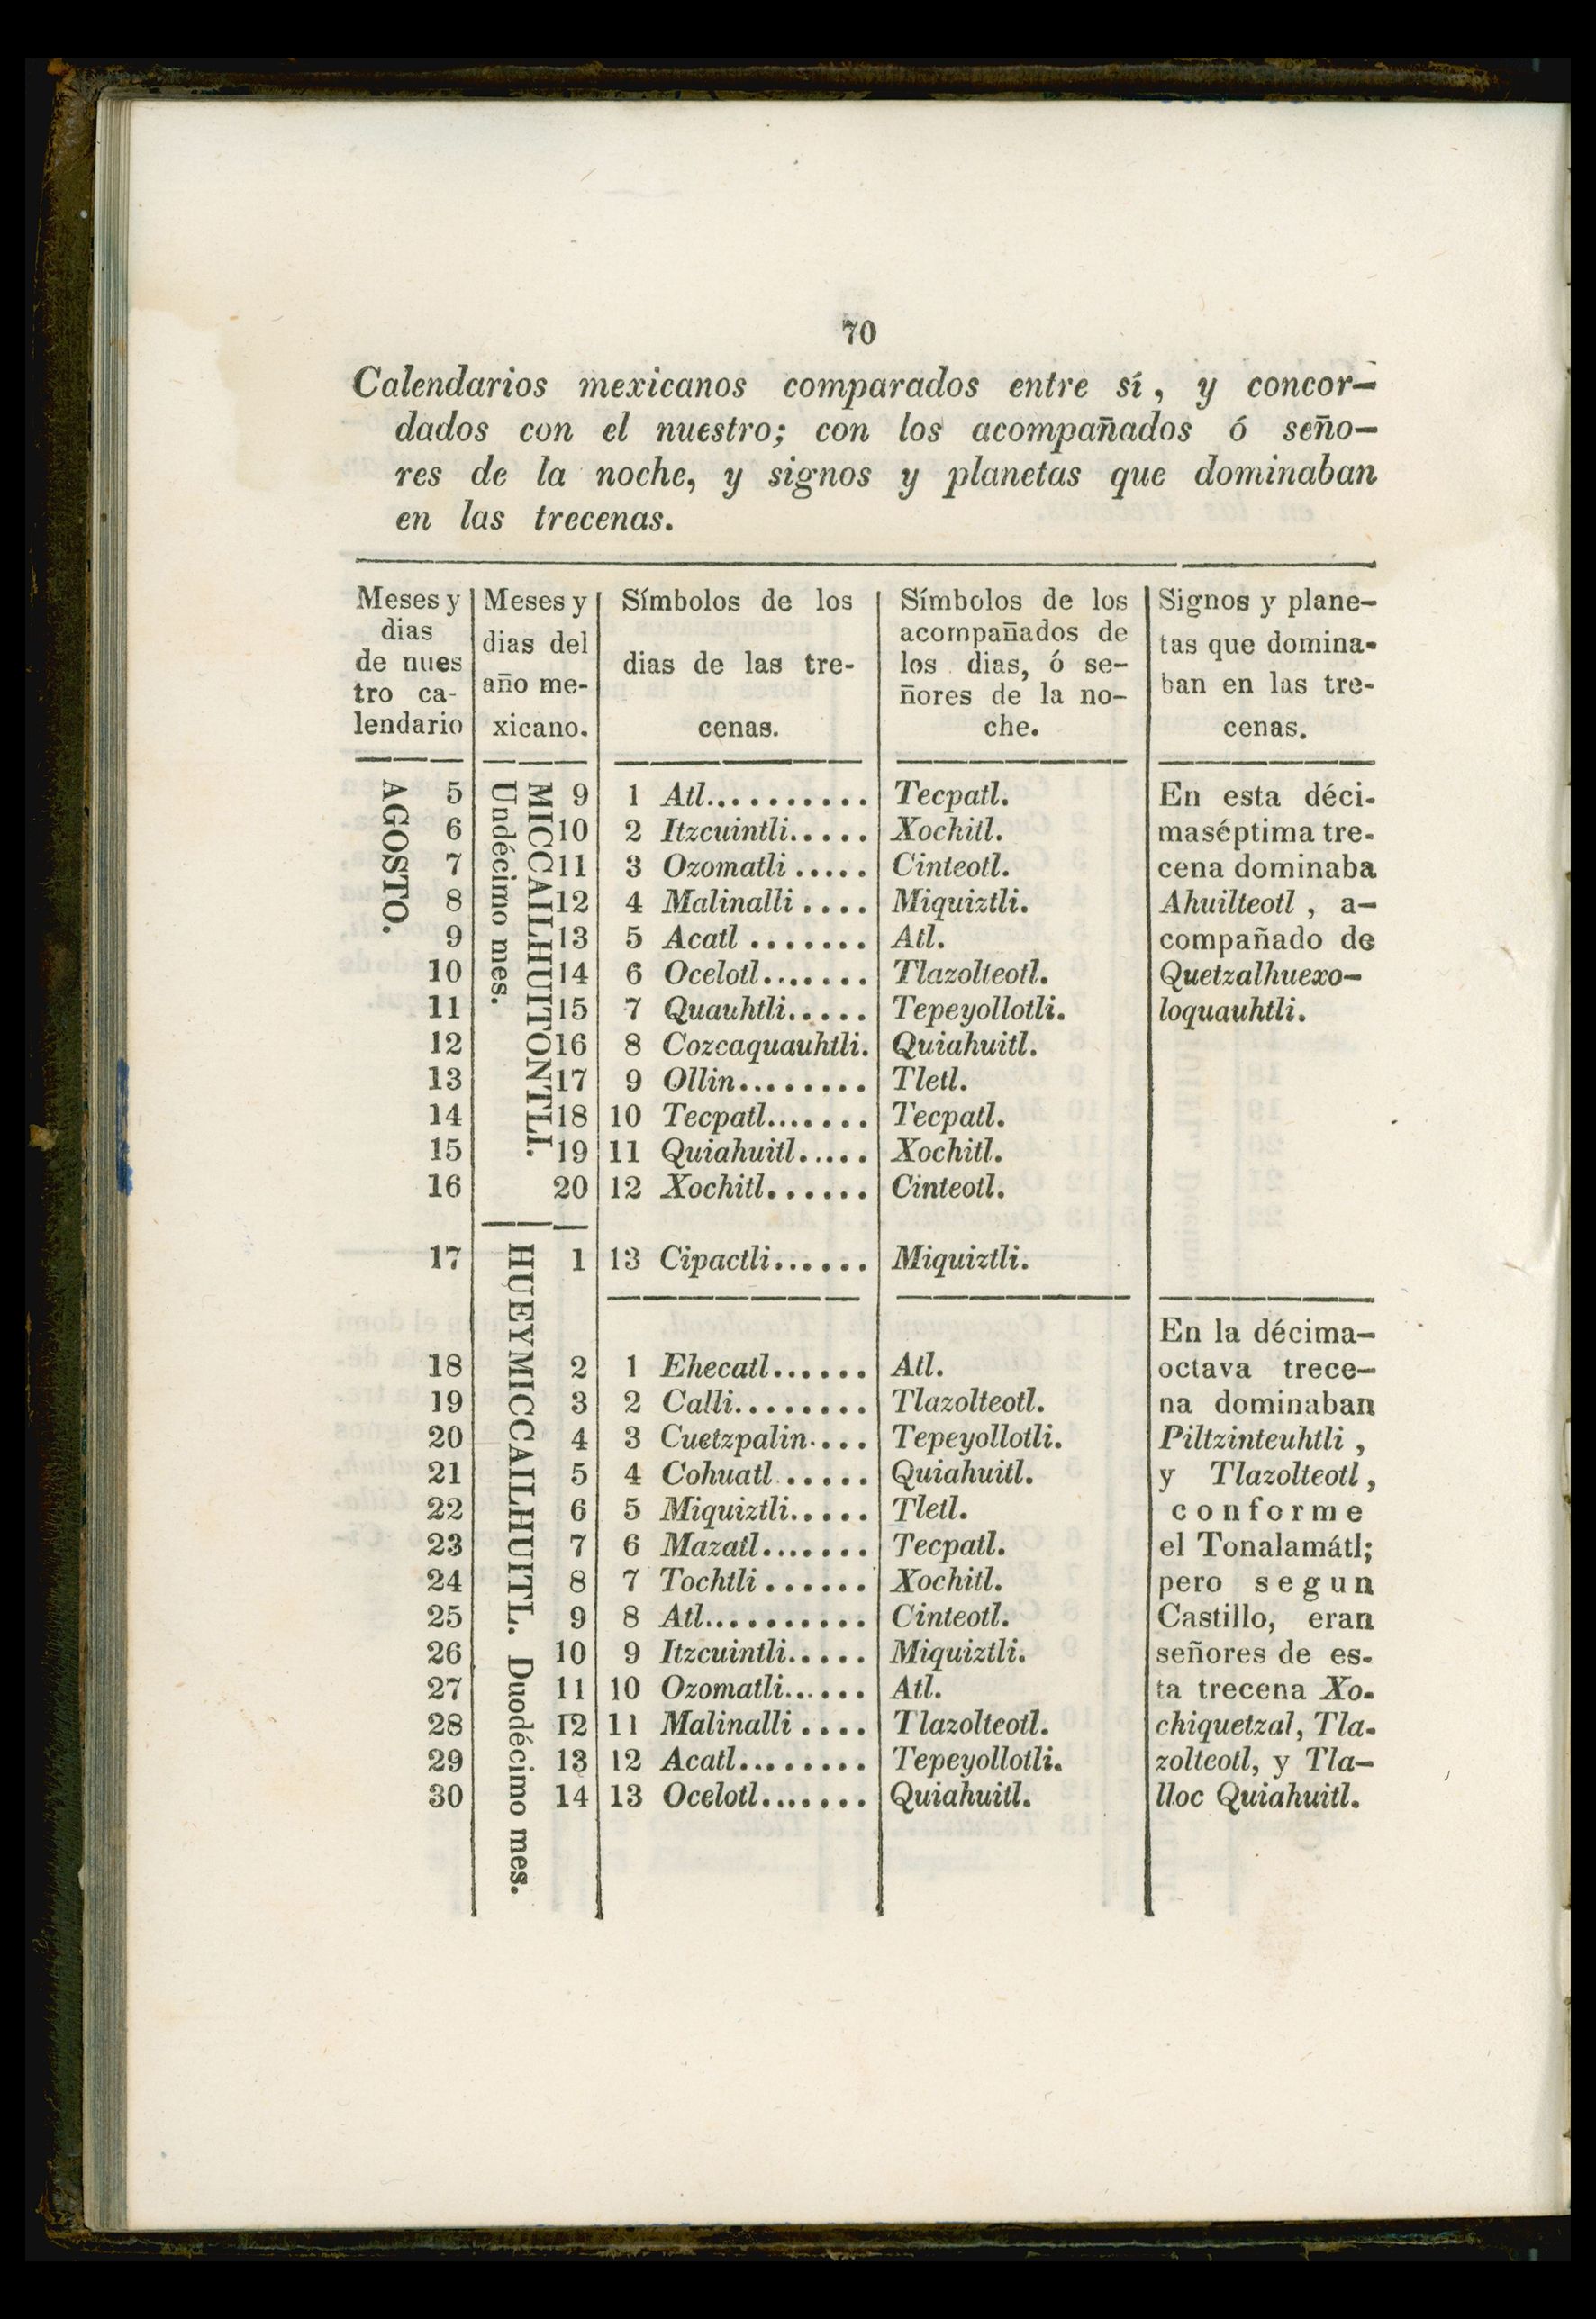 70
Calendarios mexicanos comparados entre sí, y concor-
dados con el nuestro; con los acompañados ó seño-
res de la noche, y signos y planetas que dominaban
en las trecenas.
Meses y
dias
de nues
tro ca-
lendario
Meses y
dias del
año me-
xicano.
Símbolos de los
dias de las tre-
cenas.
Símbolos de los
acompañados de
los dias, ó se-
ñores de la no-
che.
Signos y plane-
tas que domina-
ban en las tre-
cenas.
AGOSTO.
MICCAILHUITONTLI.
Undécimo mes.
5 9 1 Atl.......... Tecpatl.
6 10 2 Itzcuintli..... Xochitl.
7 11 3 Ozomatli ..... Cinteotl.
8 12 4 Malinalli .... Miquiztli.
9 13 5 Acatl ....... Atl.
10 14 6 Ocelotl....... Tlazolteotl.
11 15 7 Quauhtli..... Tepeyollotli.
12 16 8 Cozcaquauhtli. Quiahuitl.
13 17 9 Ollin........ Tletl.
14 18 10 Tecpatl....... Tecpatl.
15 19 11 Quiahuitl..... Xochitl.
16 20 12 Xochitl...... Cinteotl.
17 1 13 Cipactli...... Miquiztli.
En esta déci-
maséptima tre-
cena dominaba
Ahuilteotl , a-
compañado de
Quetzalhuexo-
loquauhtli.
HUEYMICCAILHUITL. Duodécimo mes.
18 2 1 Ehecatl...... Atl.
19 3 2 Calli........ Tlazolteotl.
20 4 3 Cuetzpalin.... Tepeyollotli.
21 5 4 Cohuatl ..... Quiahuitl.
22 6 5 Miquiztli..... Tletl.
23 7 6 Mazatl....... Tecpatl.
24 8 7 Tochtli ...... Xochitl.
25 9 8 Atl.......... Cinteotl.
26 10 9 Itzcuintli..... Miquiztli.
27 11 10 Ozomatli...... Atl.
28 12 11 Malinalli .... Tlazolteotl.
29 13 12 Acatl........ Tepeyollotli.
30 14 13 Ocelotl....... Quiahuitl.
En la décima-
octava trece-
na dominaban
Piltzinteuhtli ,
y Tlazolteotl ,
conforme
el Tonalamátl;
pero segun
Castillo, eran
señores de es-
ta trecena Xo-
chiquetzal, Tla-
zolteotl, y Tla-
lloc Quiahuitl.